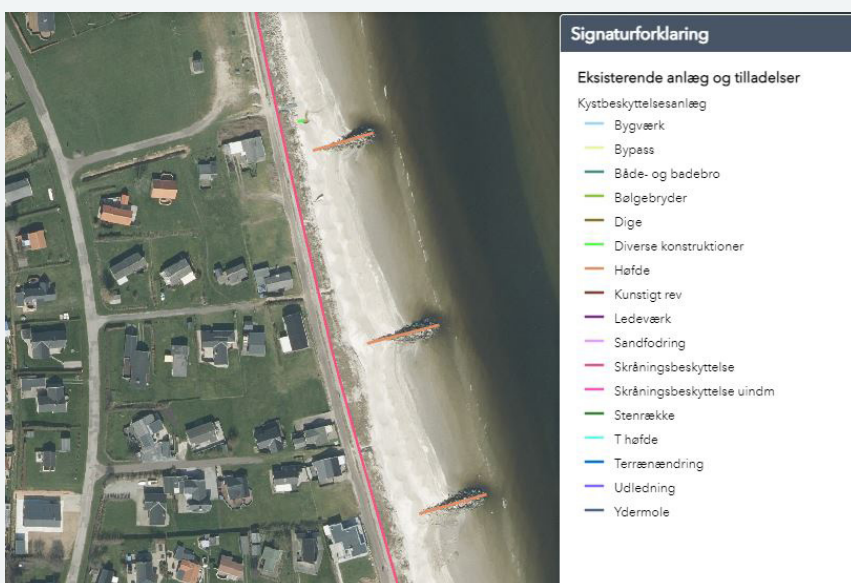 Signaturforklaring
Eksisterende anlæg og tilladelser
Kystbeskyttelsesanlæg
Bygværk
Bypass
Både- og badebro
Bølgebryder
Dige
Diverse konstruktioner
Høfde
Kunstigt rev
Ledeværk
Sandfodring
Skråningsbeskyttelse
Skråningsbeskyttelse uindm
Stenrække
T høfde
Terrænændring
Udledning
Ydermole